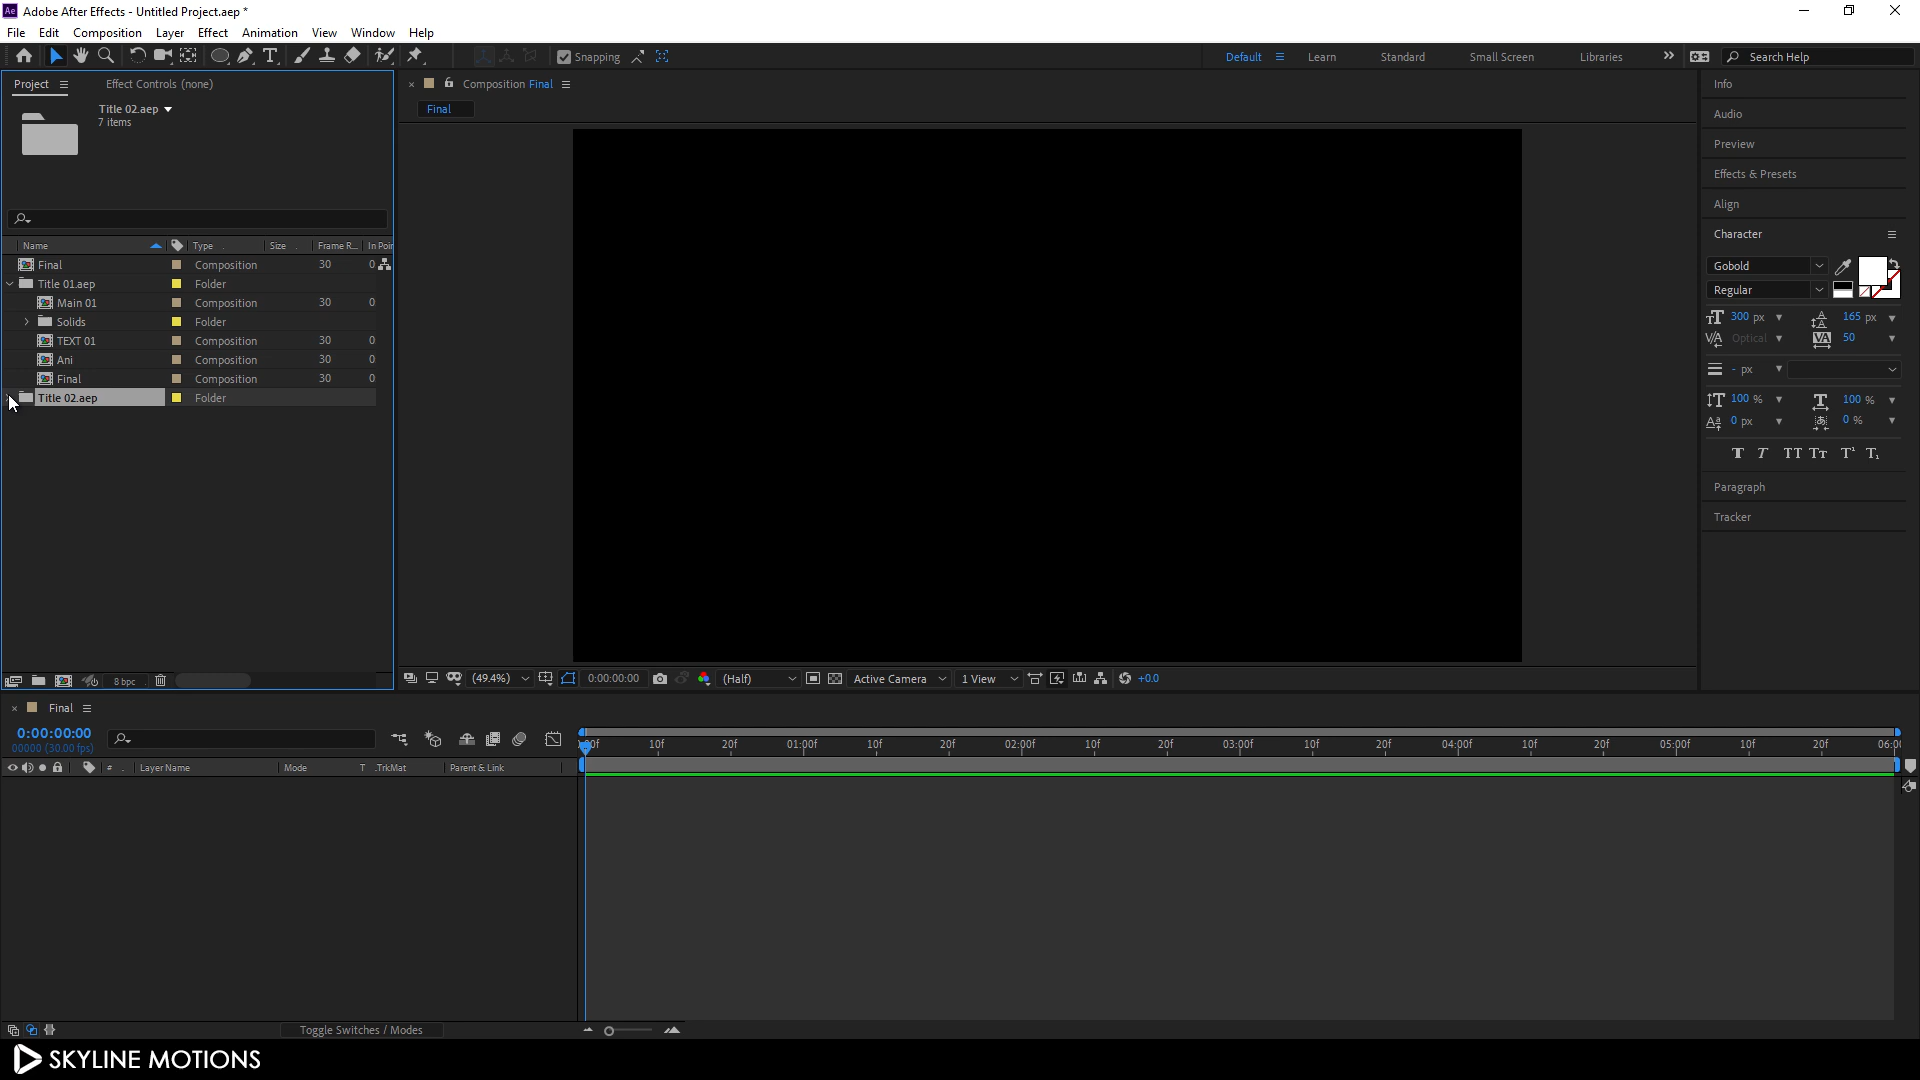 Adobe After Effects - Untitled Project.aep *
File Edit Composition Layer Effect Animation View Window Help
Snapping
Default Learn Standard Small Screen Libraries Search Help
Project Effect Controls (none)
Title 02.aep
7 items
Name Type Size Frame R... In Poin
Final Composition 30 0
Title 01.aep Folder
Main 01 Composition 30 0
Solids Folder
TEXT 01 Composition 30 0
Ani Composition 30 0
Final Composition 30 0
Title 02.aep Folder
8 bpc
Composition Final
Final
(49.4%) 0:00:00:00 (Half) Active Camera 1 View +0.0
Info
Audio
Preview
Effects & Presets
Align
Character
Gobold
Regular
300 px 165 px
Optical 50
- px
100 % 100 %
0 px 0 %
Paragraph
Tracker
Final
0:00:00:00
00000 (30.00 fps)
:00f 10f 20f 01:00f 10f 20f 02:00f 10f 20f 03:00f 10f 20f 04:00f 10f 20f 05:00f 10f 20f 06:00
# Layer Name Mode T .TrkMat Parent & Link
Toggle Switches / Modes
SKYLINE MOTIONS